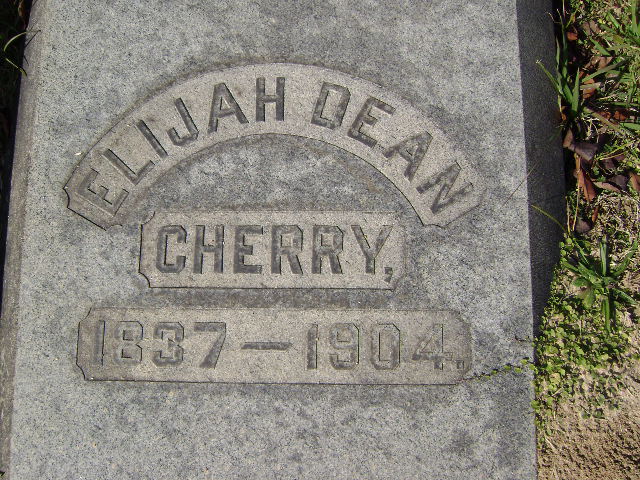 ELIJAH DEAN
CHERRY,
1837-1904.